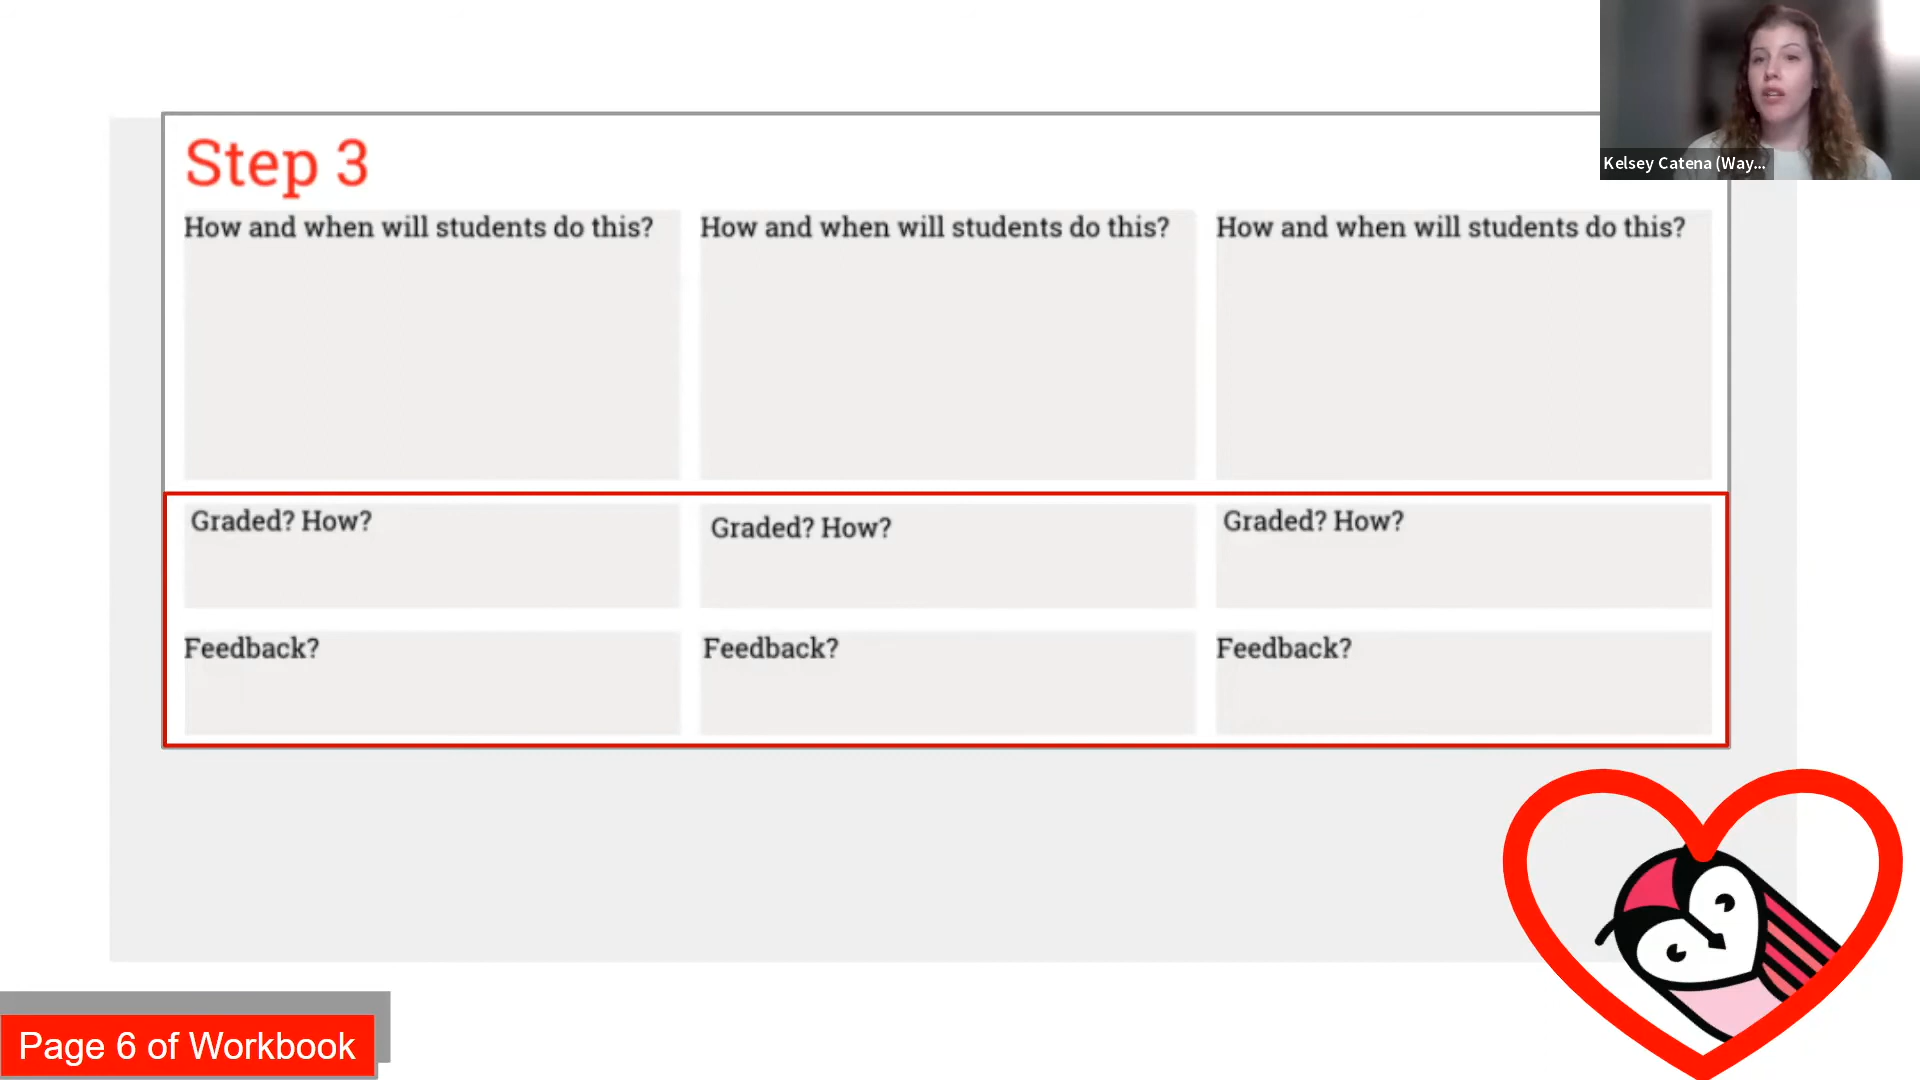 Kelsey Catena (Way...
Step 3
How and when will students do this? How and when will students do this? How and when will students do this?
Graded? How? Graded? How? Graded? How?
Feedback? Feedback? Feedback?
Page 6 of Workbook